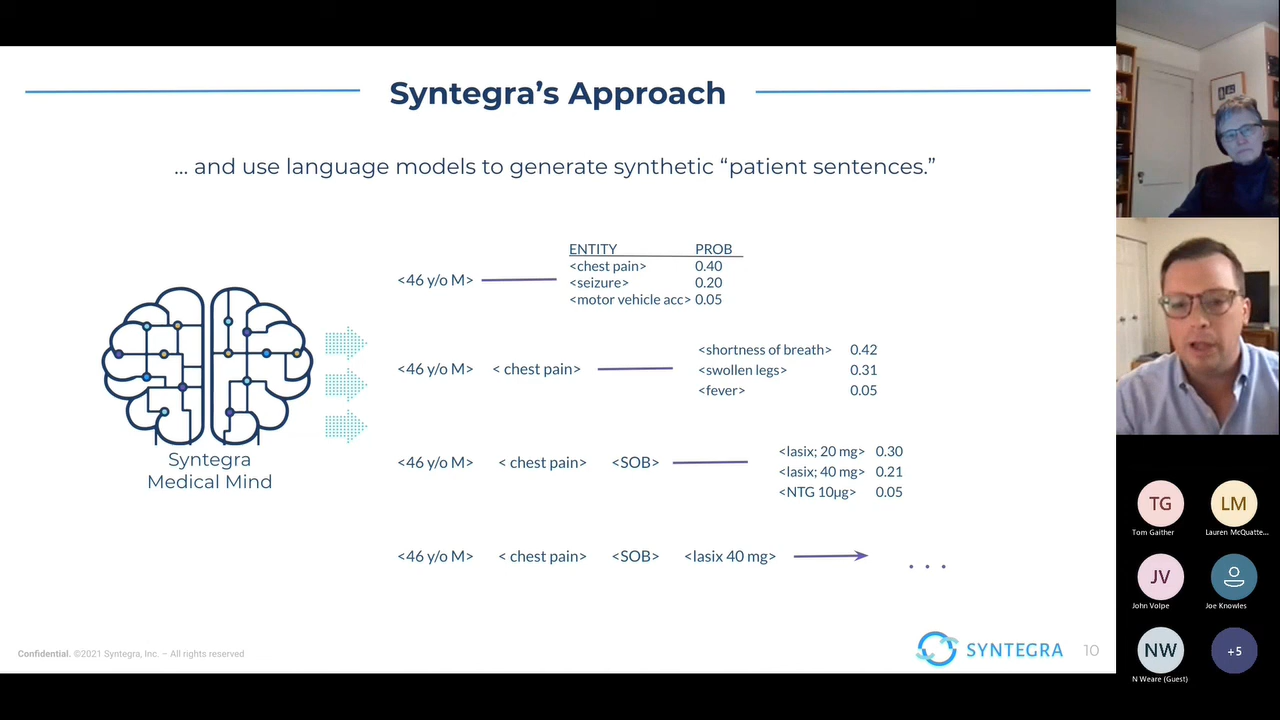 Syntegra’s Approach
... and use language models to generate synthetic “patient sentences.”
ENTITY PROB
<46 y/o M> <chest pain> 0.40
<seizure> 0.20
<motor vehicle acc> 0.05
<46 y/o M> < chest pain> <shortness of breath> 0.42
<swollen legs> 0.31
<fever> 0.05
<46 y/o M> < chest pain> <SOB> <lasix; 20 mg> 0.30
<lasix; 40 mg> 0.21
<NTG 10µg> 0.05
<46 y/o M> < chest pain> <SOB> <lasix 40 mg> . . .
Syntegra
Medical Mind
Confidential. ©2021 Syntegra, Inc. – All rights reserved
SYNTEGRA 10
TG LM
Tom Gaither Lauren McQuatte...
JV
John Volpe Joe Knowles
NW +5
N Weare (Guest)